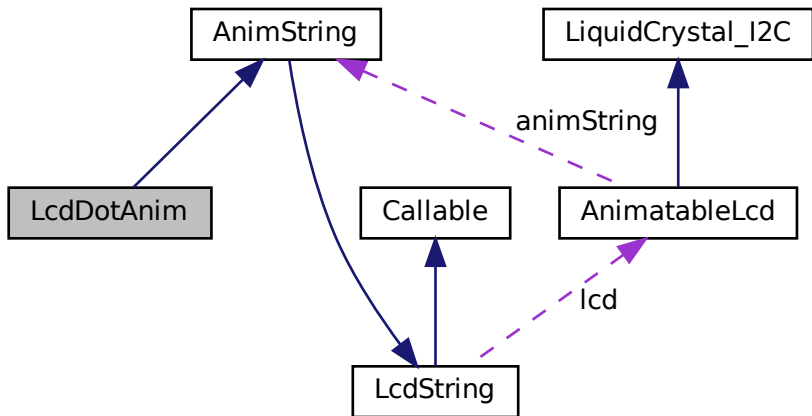 AnimString
LiquidCrystal_I2C
animString
LcdDotAnim
Callable
AnimatableLcd
lcd
LcdString